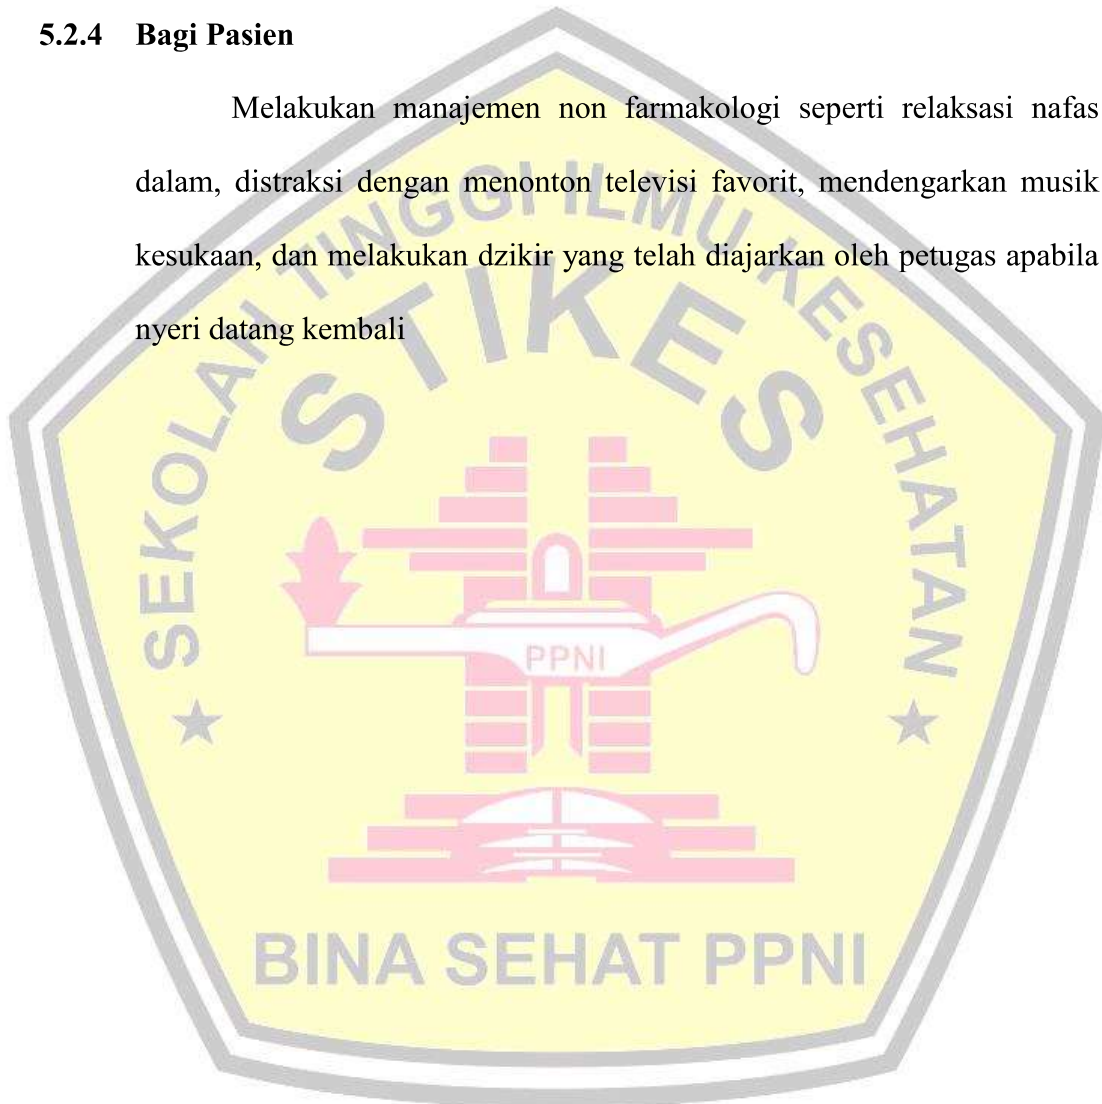 5.2.4 Bagi Pasien
Melakukan manajemen non farmakologi seperti relaksasi nafas
dalam, distraksi dengan menonton televisi favorit, mendengarkan musik
kesukaan, dan melakukan dzikir yang telah diajarkan oleh petugas apabila
nyeri datang kembali
SEKOLAH TINGGI ILMU KESEHATAN
STIKES
PPNI
BINA SEHAT PPNI